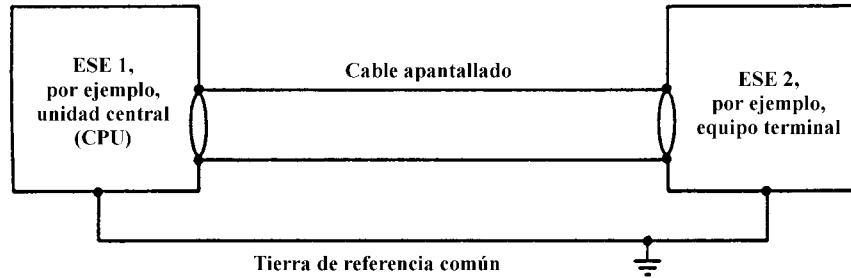 ESE 1,
por ejemplo,
unidad central
(CPU)
Cable apantallado
ESE 2,
por ejemplo,
equipo terminal
Tierra de referencia común